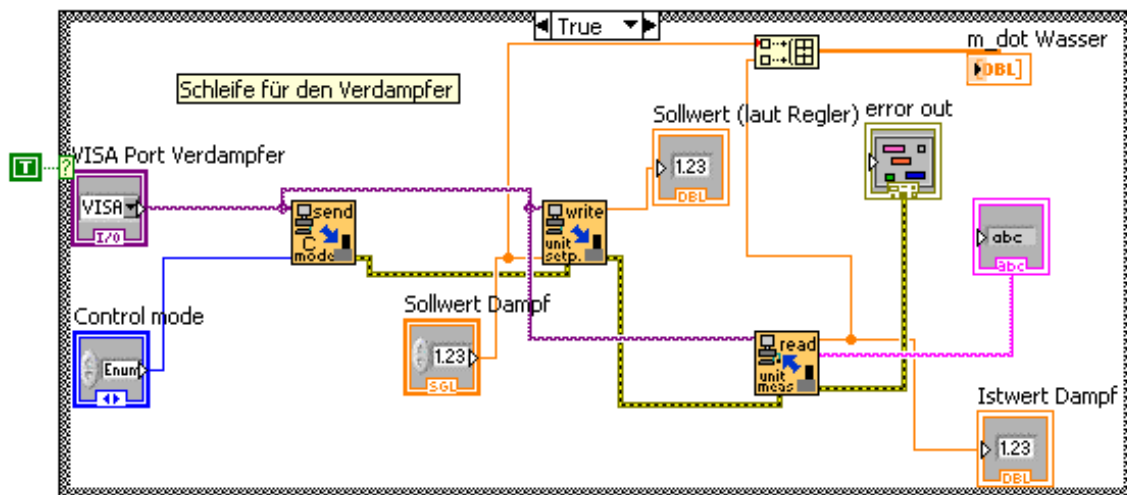 True
m_dot Wasser
DBL
Schleife für den Verdampfer
Sollwert (laut Regler)
error out
1.23
DBL
T
?
VISA Port Verdampfer
VISA
I/O
send
C
mode
write
unit
setp.
abc
abc
Control mode
Enum
Sollwert Dampf
1.23
SGL
read
unit
meas
Istwert Dampf
1.23
DBL